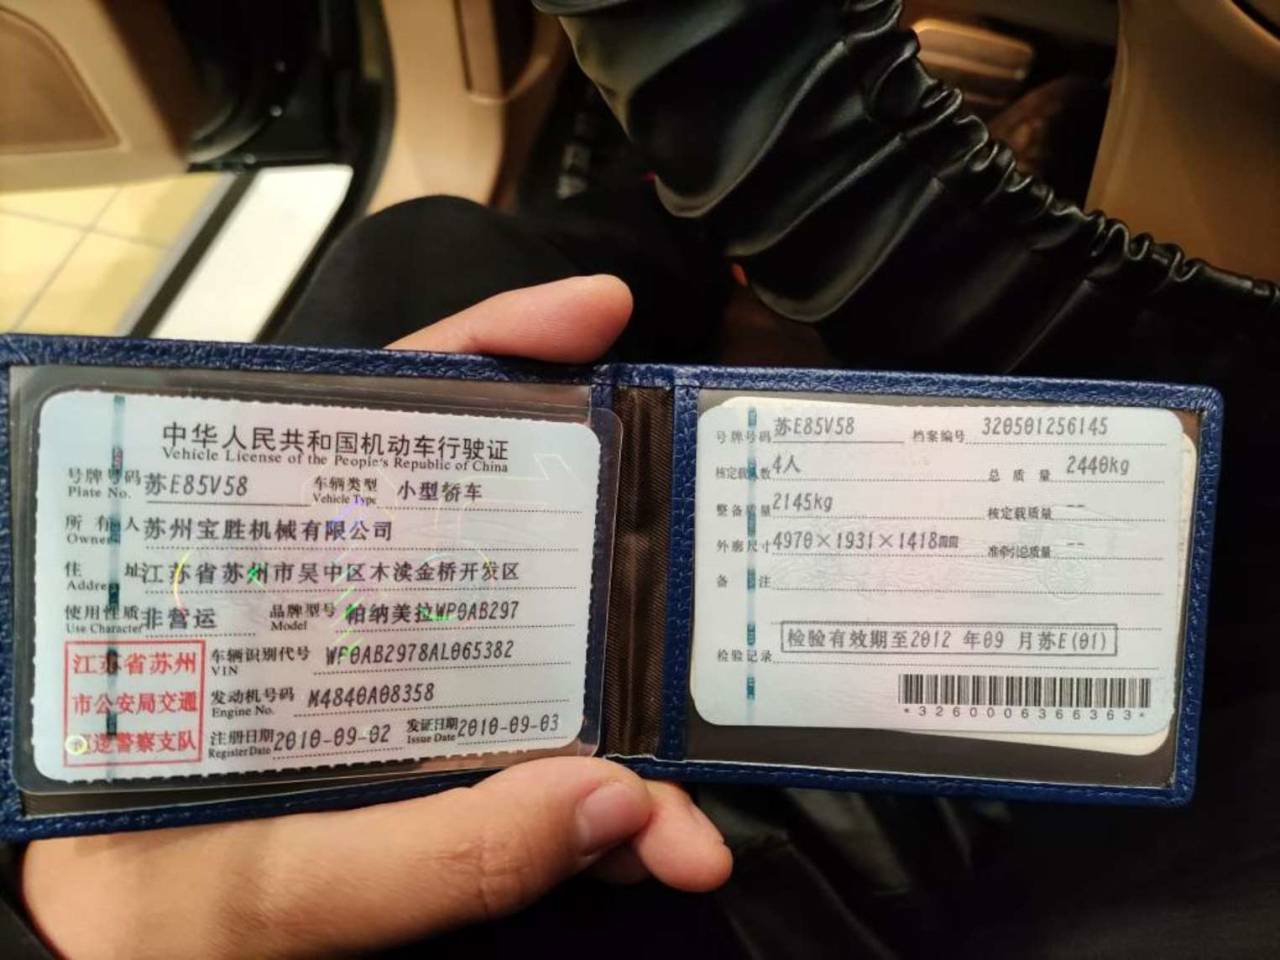 中华人民共和国机动车行驶证
Vehicle License of the People's Republic of China
号牌号码 苏E85V58 车辆类型 小型轿车
Plate No. Vehicle Type
所有人 苏州宝胜机械有限公司
Owner
住址 江苏省苏州市吴中区木渎金桥开发区
Address
使用性质 非营运 品牌型号 帕纳美拉WP0AB297
Use Character Model
车辆识别代号 WP0AB2978AL065382
VIN
发动机号码 M4840A08358
Engine No.
注册日期 2010-09-02 发证日期 2010-09-03
Register Date Issue Date
江苏省苏州
市公安局交通
巡逻警察支队
号牌号码 苏E85V58 档案编号 320501256145
核定载人数 4人 总质量 2440kg
整备质量 2145kg 核定载质量 --
外廓尺寸 4970×1931×1418mm 准牵引总质量 --
备注
检验记录 检验有效期至2012 年09 月苏E(01)
*3260006366363*